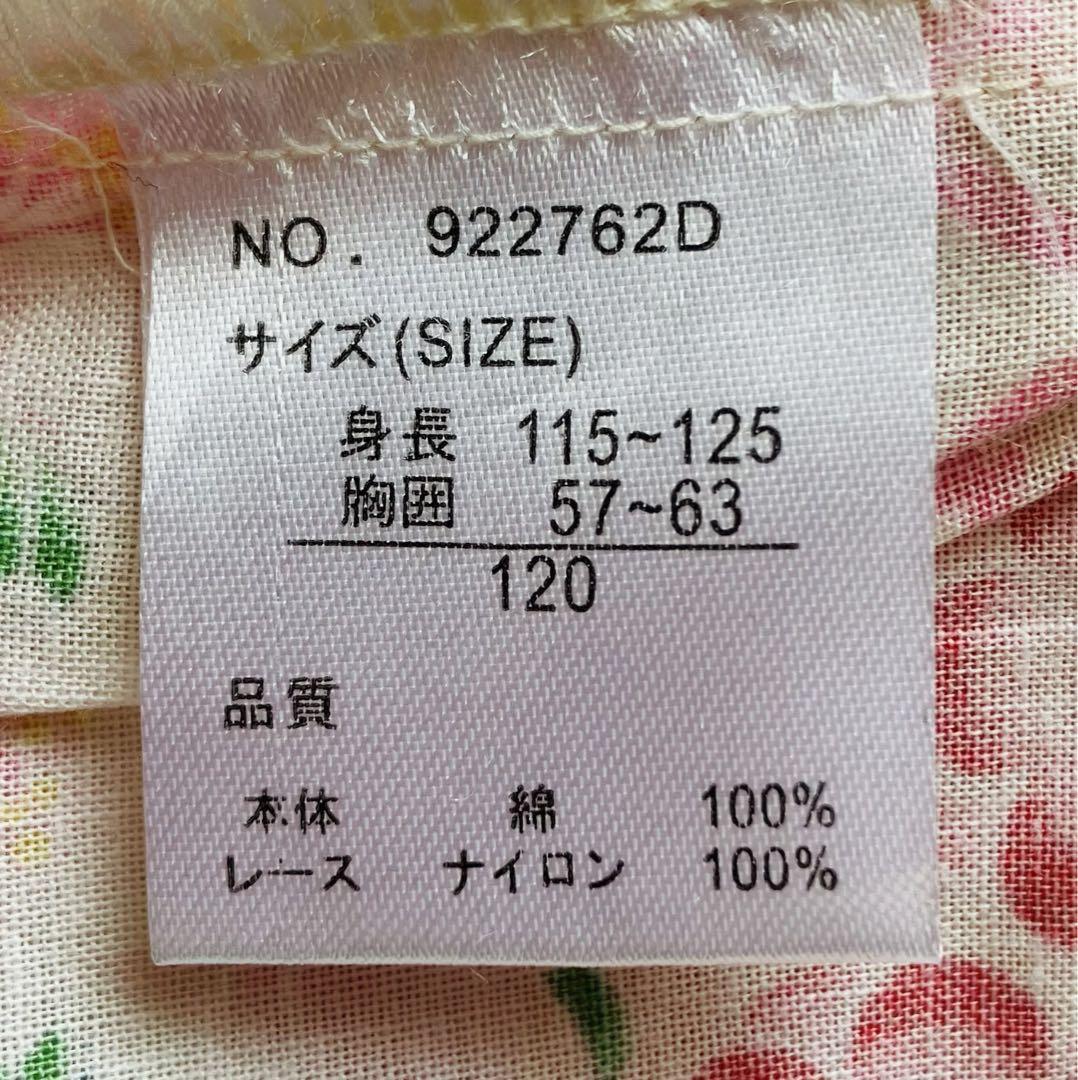 NO. 922762D
サイズ(SIZE)
身長 115~125
胸囲 57~63
120
品質
本体 綿 100%
レース ナイロン 100%